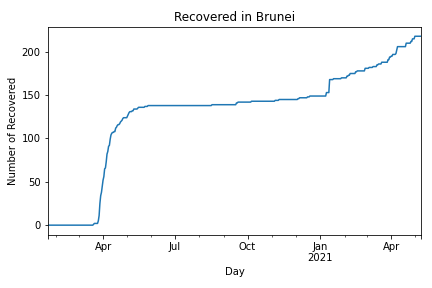 Recovered in Brunei
Number of Recovered
200
150
100
50
0
Apr
Jul
Oct
Jan
2021
Apr
Day